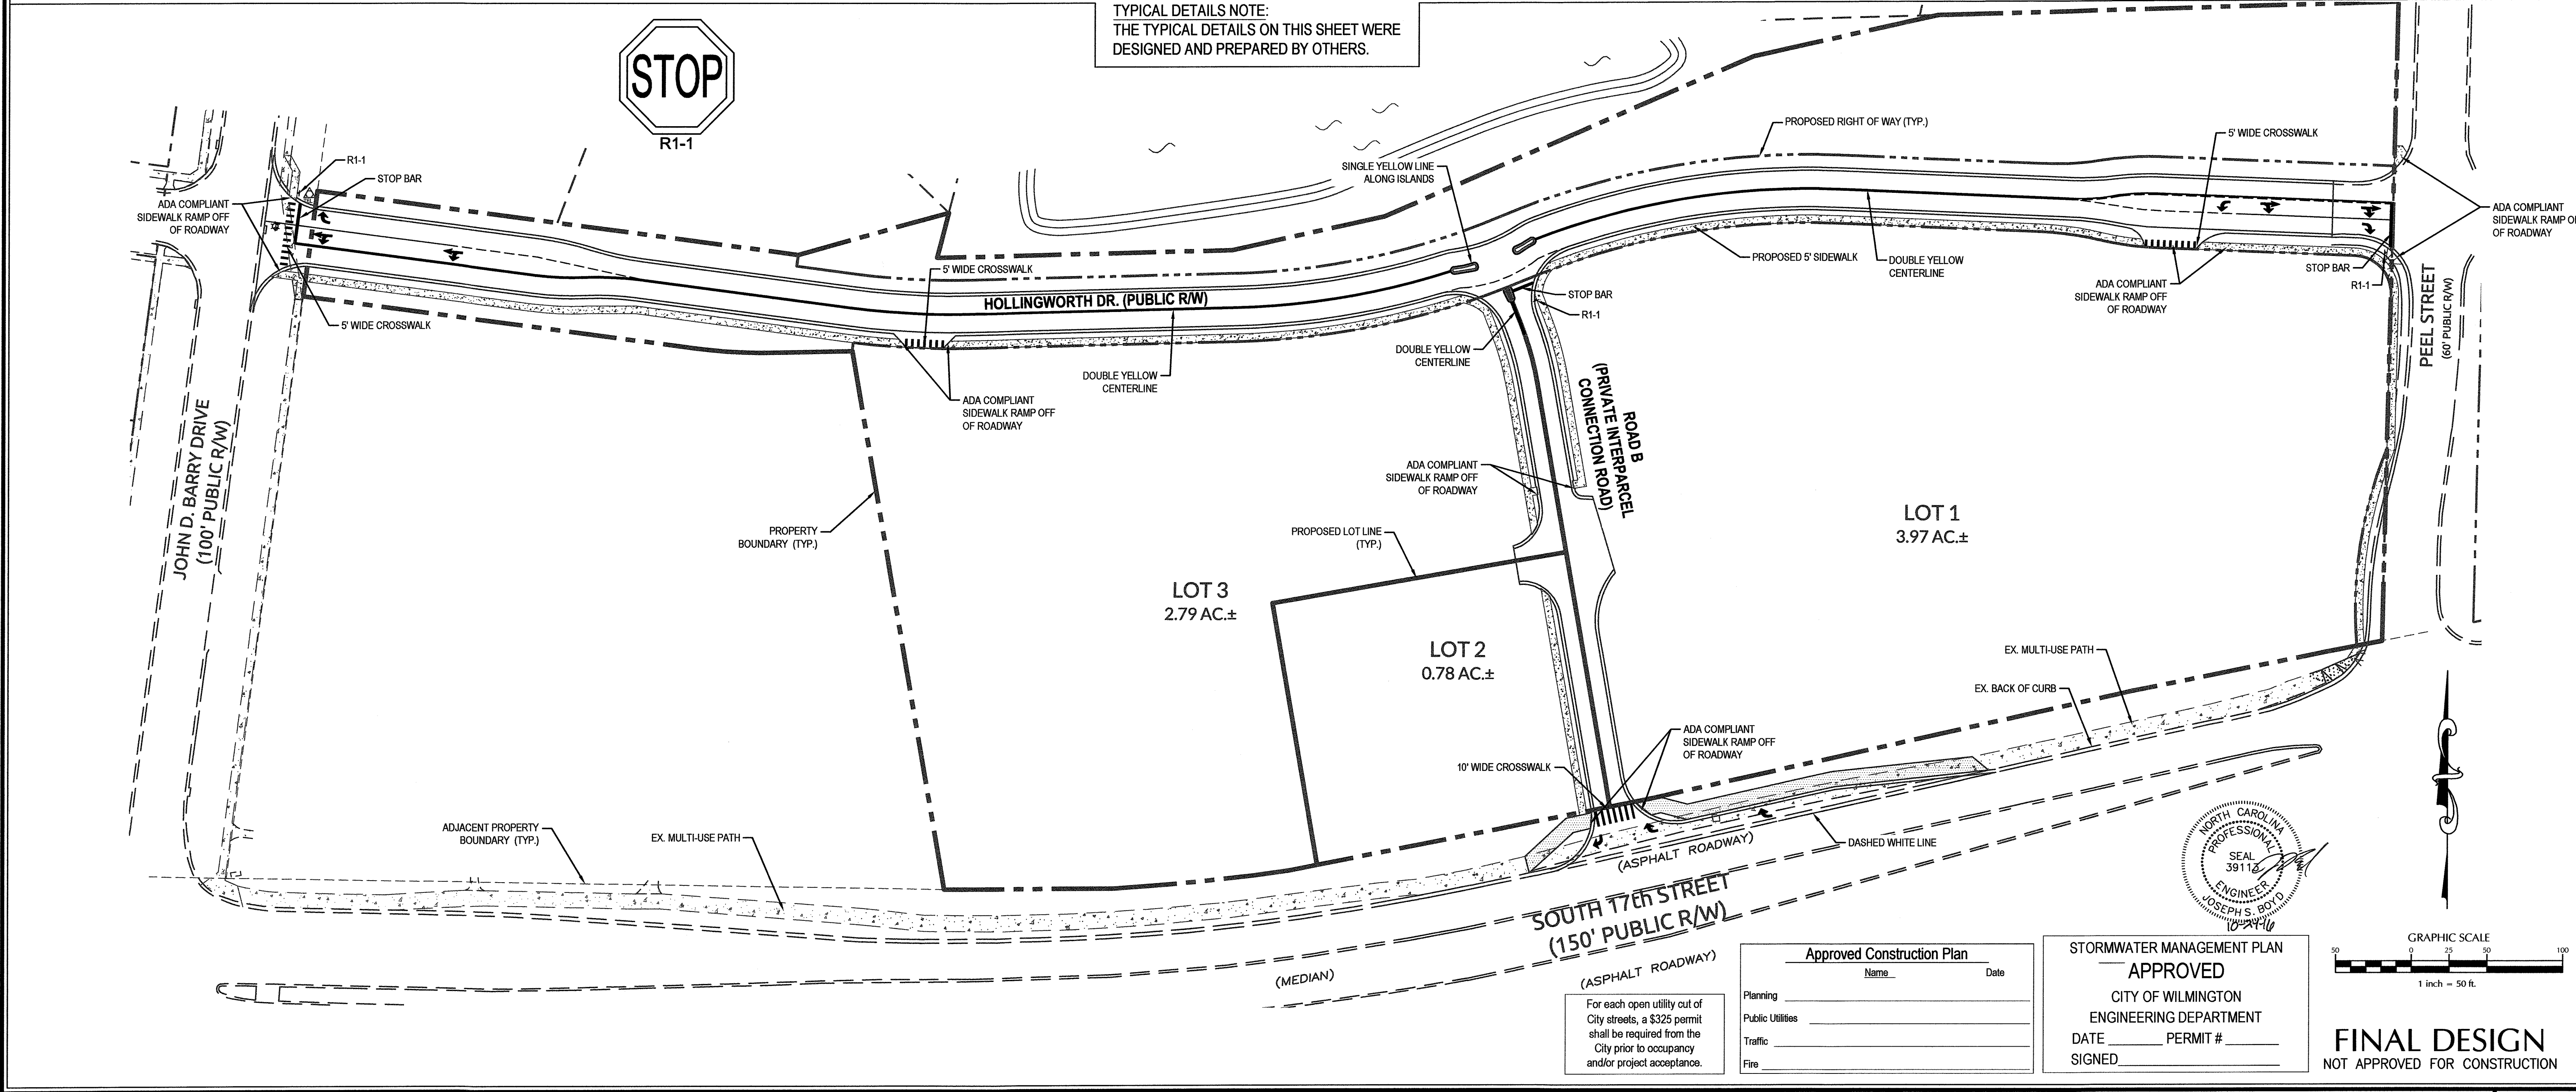 TYPICAL DETAILS NOTE:
THE TYPICAL DETAILS ON THIS SHEET WERE
DESIGNED AND PREPARED BY OTHERS.
STOP
R1-1
R1-1
STOP BAR
ADA COMPLIANT
SIDEWALK RAMP OFF
OF ROADWAY
5' WIDE CROSSWALK
JOHN D. BARRY DRIVE
(100' PUBLIC R/W)
5' WIDE CROSSWALK
HOLLINGWORTH DR. (PUBLIC R/W)
DOUBLE YELLOW
CENTERLINE
ADA COMPLIANT
SIDEWALK RAMP OFF
OF ROADWAY
SINGLE YELLOW LINE
ALONG ISLANDS
PROPOSED RIGHT OF WAY (TYP.)
5' WIDE CROSSWALK
ADA COMPLIANT
SIDEWALK RAMP O
OF ROADWAY
PROPOSED 5' SIDEWALK
DOUBLE YELLOW
CENTERLINE
STOP BAR
R1-1
ADA COMPLIANT
SIDEWALK RAMP OFF
OF ROADWAY
STOP BAR
R1-1
PEEL STREET
(60' PUBLIC R/W)
DOUBLE YELLOW
CENTERLINE
ROAD B
(PRIVATE INTERPARCEL
CONNECTION ROAD)
ADA COMPLIANT
SIDEWALK RAMP OFF
OF ROADWAY
PROPERTY
BOUNDARY (TYP.)
PROPOSED LOT LINE
(TYP.)
LOT 1
3.97 AC.±
LOT 3
2.79 AC.±
LOT 2
0.78 AC.±
EX. MULTI-USE PATH
EX. BACK OF CURB
ADA COMPLIANT
SIDEWALK RAMP OFF
OF ROADWAY
10' WIDE CROSSWALK
ADJACENT PROPERTY
BOUNDARY (TYP.)
EX. MULTI-USE PATH
DASHED WHITE LINE
(ASPHALT ROADWAY)
SOUTH 17th STREET
(150' PUBLIC R/W)
(MEDIAN)
(ASPHALT ROADWAY)
NORTH CAROLINA
PROFESSIONAL
SEAL
39113
ENGINEER
JOSEPH S. BOYD
10-24-16
For each open utility cut of
City streets, a $325 permit
shall be required from the
City prior to occupancy
and/or project acceptance.
Approved Construction Plan
Name Date
Planning
Public Utilities
Traffic
Fire
STORMWATER MANAGEMENT PLAN
APPROVED
CITY OF WILMINGTON
ENGINEERING DEPARTMENT
DATE PERMIT #
SIGNED
GRAPHIC SCALE
50 0 25 50 100
1 inch = 50 ft.
FINAL DESIGN
NOT APPROVED FOR CONSTRUCTION